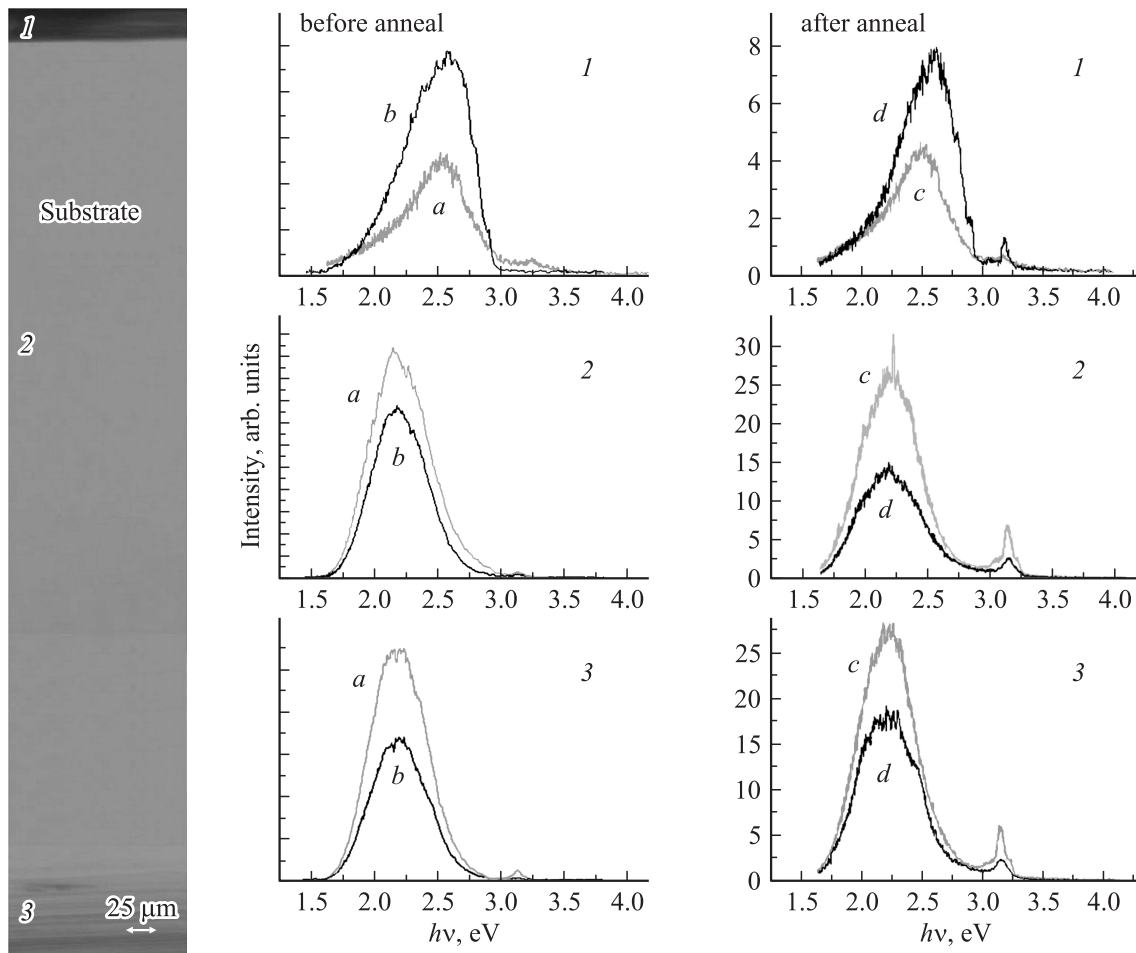 1
Substrate
2
3
25 μm
before anneal
1
b
a
1.5 2.0 2.5 3.0 3.5 4.0
after anneal
8
6
4
2
0
1
d
c
1.5 2.0 2.5 3.0 3.5 4.0
Intensity, arb. units
2
a
b
1.5 2.0 2.5 3.0 3.5 4.0
30
25
20
15
10
5
0
2
c
d
1.5 2.0 2.5 3.0 3.5 4.0
3
a
b
1.5 2.0 2.5 3.0 3.5 4.0
hν, eV
25
20
15
10
5
0
3
c
d
1.5 2.0 2.5 3.0 3.5 4.0
hν, eV